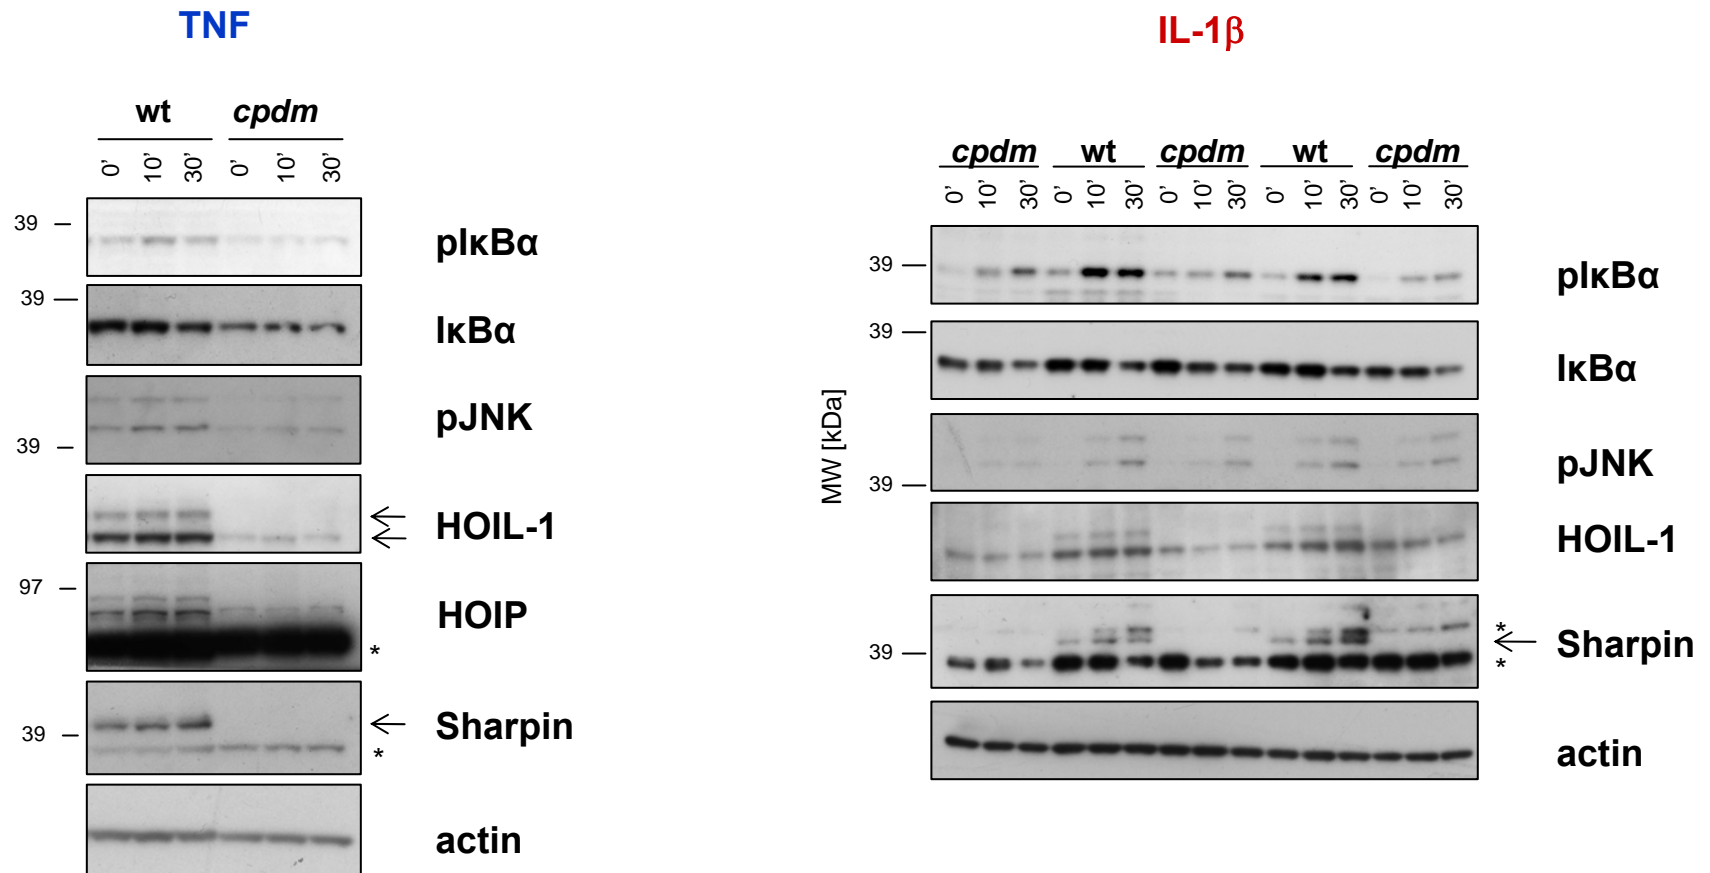 TNF
wt cpdm
0' 10' 30' 0' 10' 30'
39 pIκBα
39 IκBα
pJNK
39
HOIL-1
97 HOIP
*
Sharpin
39 *
actin
IL-1β
cpdm wt cpdm wt cpdm
0' 10' 30' 0' 10' 30' 0' 10' 30' 0' 10' 30' 0' 10' 30'
MW [kDa]
39 pIκBα
39 IκBα
pJNK
39
HOIL-1
*
39 Sharpin
*
actin